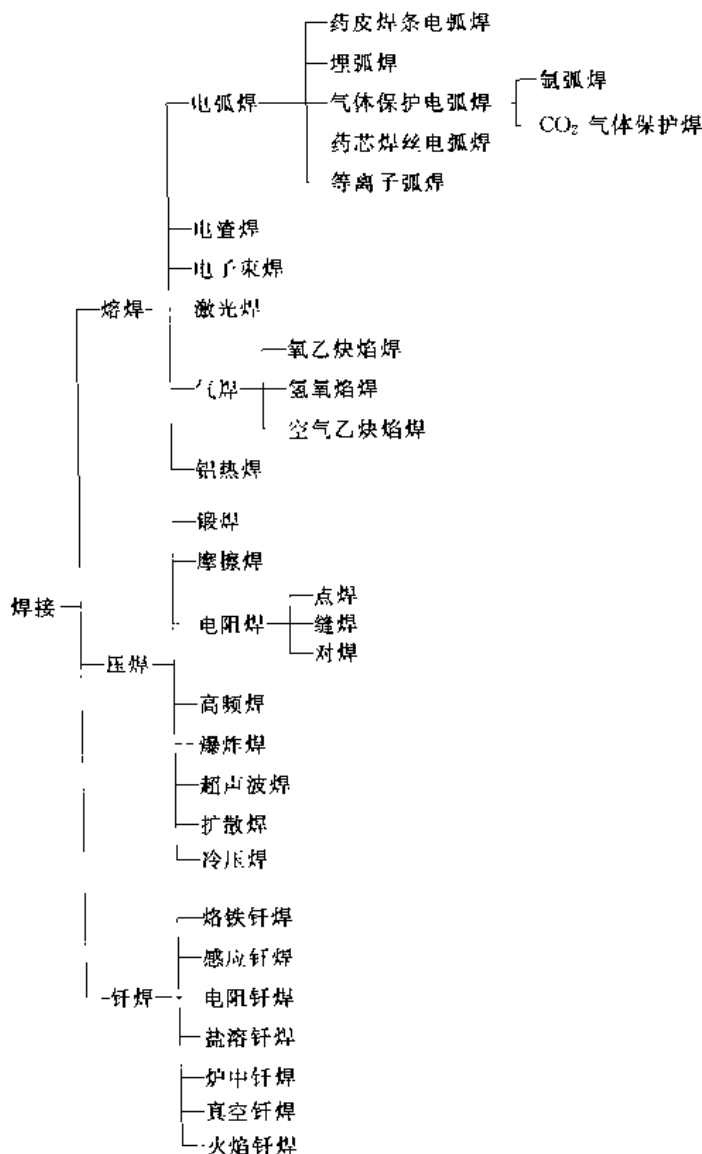 药皮焊条电弧焊
埋弧焊
氩弧焊
电弧焊
气体保护电弧焊
CO₂ 气体保护焊
药芯焊丝电弧焊
等离子弧焊
电渣焊
电子束焊
熔焊
激光焊
氧乙炔焰焊
气焊
氢氧焰焊
空气乙炔焰焊
铝热焊
锻焊
摩擦焊
点焊
焊接
电阻焊
缝焊
对焊
压焊
高频焊
爆炸焊
超声波焊
扩散焊
冷压焊
烙铁钎焊
感应钎焊
钎焊
电阻钎焊
盐溶钎焊
炉中钎焊
真空钎焊
火焰钎焊